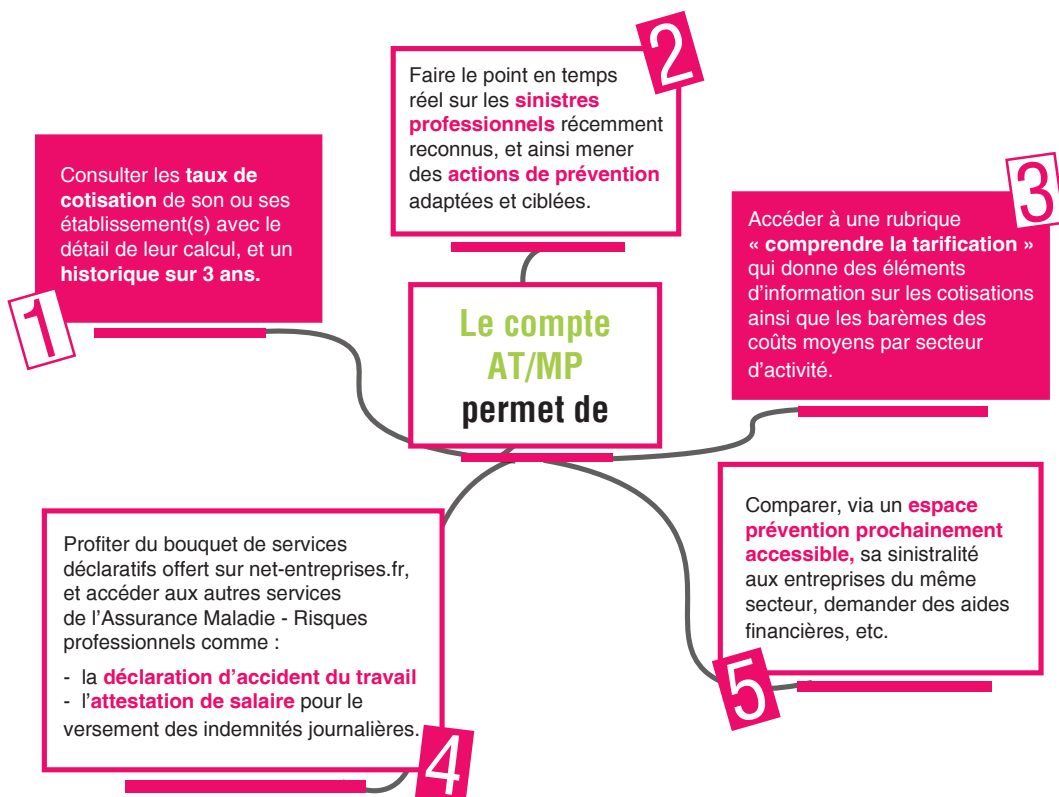 Le compte
AT/MP
permet de
1
Consulter les taux de
cotisation de son ou ses
établissement(s) avec le
détail de leur calcul, et un
historique sur 3 ans.
2
Faire le point en temps
réel sur les sinistres
professionnels récemment
reconnus, et ainsi mener
des actions de prévention
adaptées et ciblées.
3
Accéder à une rubrique
« comprendre la tarification »
qui donne des éléments
d’information sur les cotisations
ainsi que les barèmes des
coûts moyens par secteur
d’activité.
4
Profiter du bouquet de services
déclaratifs offert sur net-entreprises.fr,
et accéder aux autres services
de l’Assurance Maladie - Risques
professionnels comme :
- la déclaration d’accident du travail
- l’attestation de salaire pour le
versement des indemnités journalières.
5
Comparer, via un espace
prévention prochainement
accessible, sa sinistralité
aux entreprises du même
secteur, demander des aides
financières, etc.